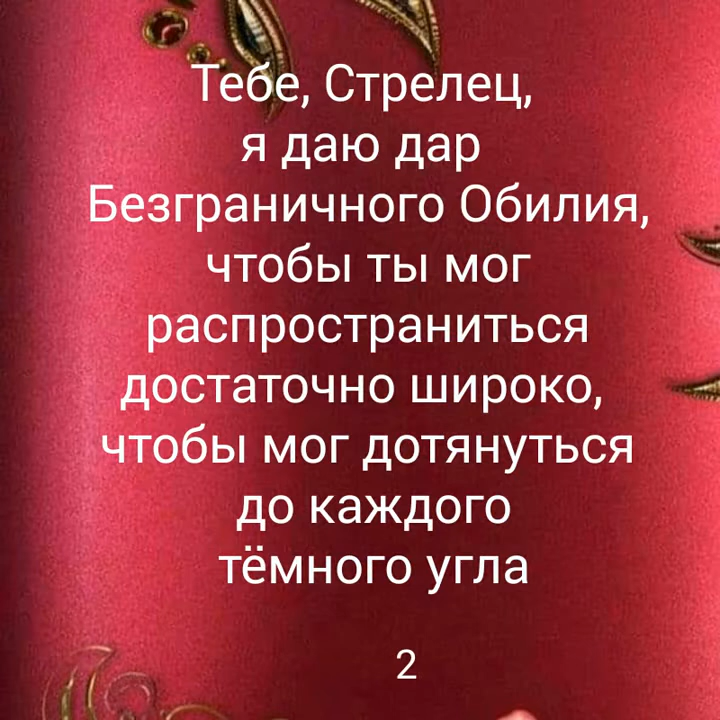 Тебе, Стрелец,
я даю дар
Безграничного Обилия,
чтобы ты мог
распространиться
достаточно широко,
чтобы мог дотянуться
до каждого
тёмного угла
2